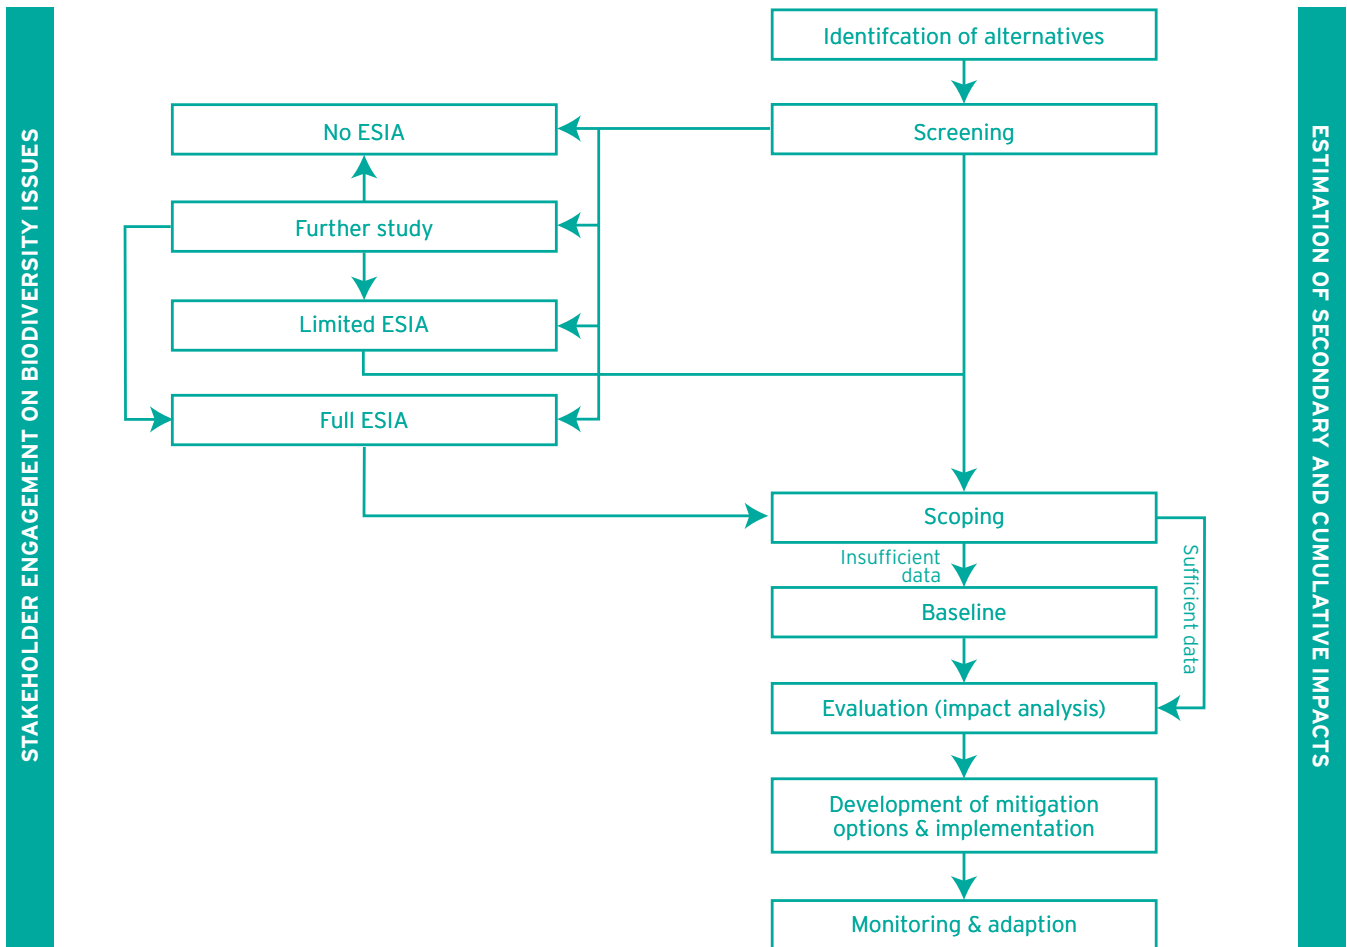 STAKEHOLDER ENGAGEMENT ON BIODIVERSITY ISSUES
Identifcation of alternatives
No ESIA
Screening
Further study
Limited ESIA
Full ESIA
Scoping
Insufficient
data
Sufficient data
Baseline
Evaluation (impact analysis)
Development of mitigation
options & implementation
Monitoring & adaption
ESTIMATION OF SECONDARY AND CUMULATIVE IMPACTS